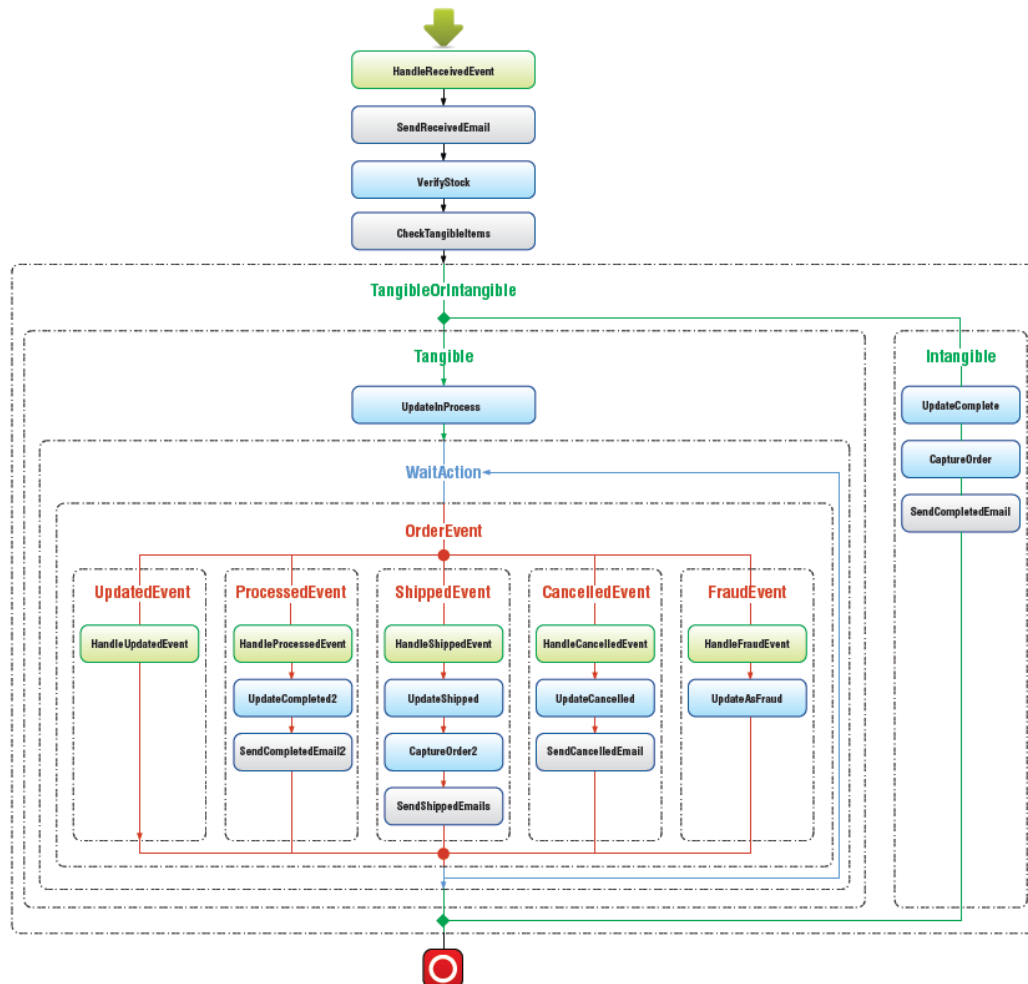 HandleReceivedEvent
SendReceivedEmail
VerifyStock
CheckTangibleItems
TangibleOrIntangible
Tangible
Intangible
UpdateInProcess
UpdateComplete
CaptureOrder
WaitAction
SendCompletedEmail
OrderEvent
UpdatedEvent
ProcessedEvent
ShippedEvent
CancelledEvent
FraudEvent
HandleUpdatedEvent
HandleProcessedEvent
HandleShippedEvent
HandleCancelledEvent
HandleFraudEvent
UpdateCompleted2
UpdateShipped
UpdateCancelled
UpdateAsFraud
SendCompletedEmail2
CaptureOrder2
SendCancelledEmail
SendShippedEmails